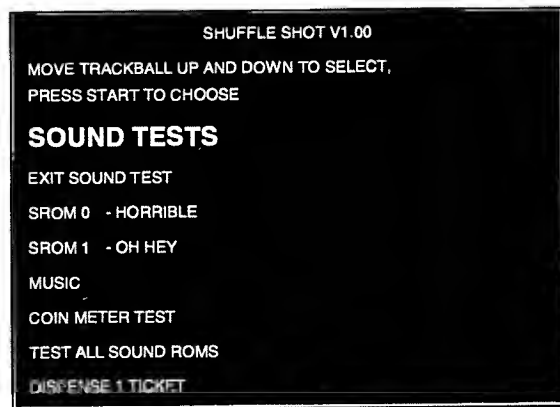 SHUFFLE SHOT V1.00
MOVE TRACKBALL UP AND DOWN TO SELECT,
PRESS START TO CHOOSE
SOUND TESTS
EXIT SOUND TEST
SROM 0 - HORRIBLE
SROM 1 - OH HEY
MUSIC
COIN METER TEST
TEST ALL SOUND ROMS
DISPENSE 1 TICKET